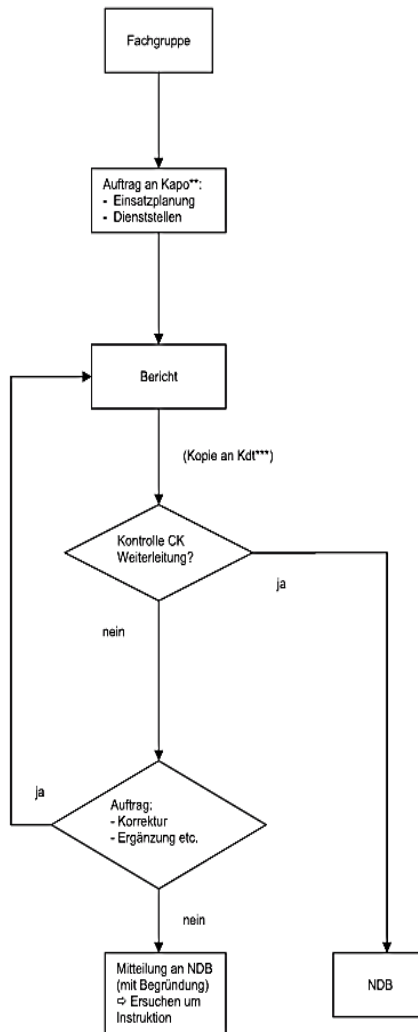 Fachgruppe
Auftrag an Kapo**:
- Einsatzplanung
- Dienststellen
Bericht
(Kopie an Kdt***)
Kontrolle CK
Weiterleitung?
ja
nein
ja
Auftrag:
- Korrektur
- Ergänzung etc.
nein
Mitteilung an NDB
(mit Begründung)
⇨ Ersuchen um
Instruktion
NDB